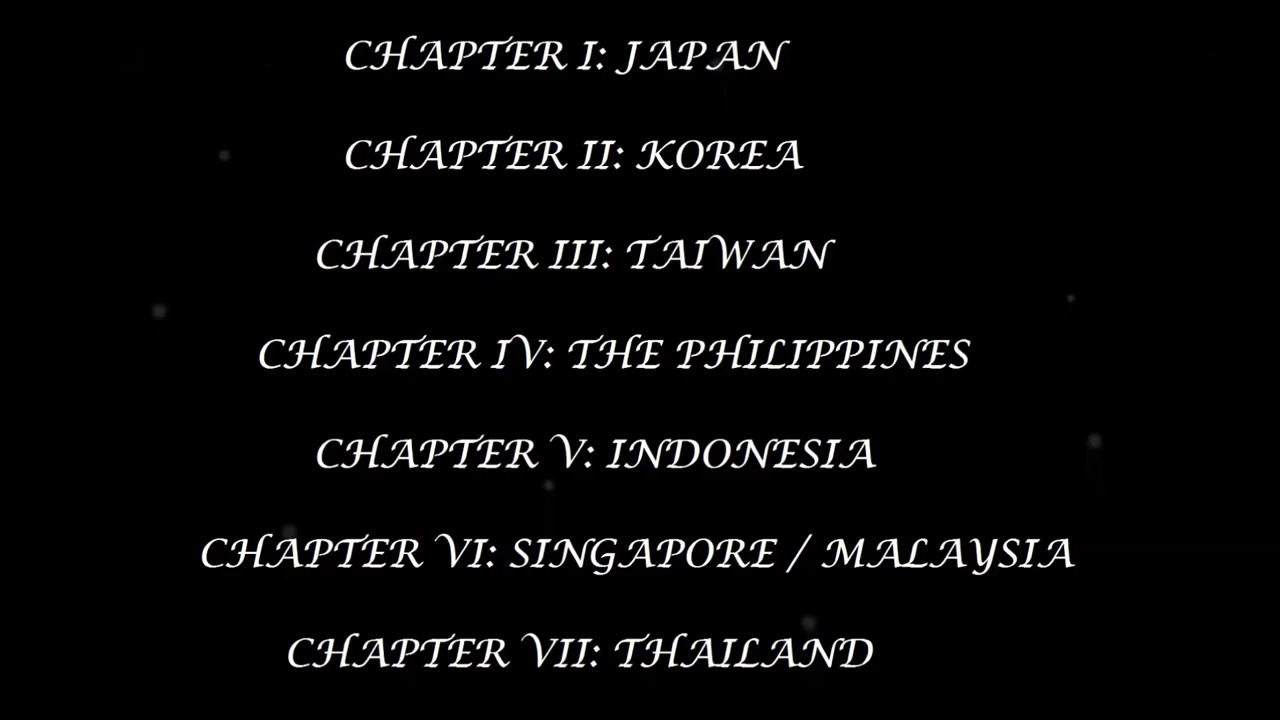 CHAPTER I: JAPAN
CHAPTER II: KOREA
CHAPTER III: TAIWAN
CHAPTER IV: THE PHILIPPINES
CHAPTER V: INDONESIA
CHAPTER VI: SINGAPORE / MALAYSIA
CHAPTER VII: THAILAND